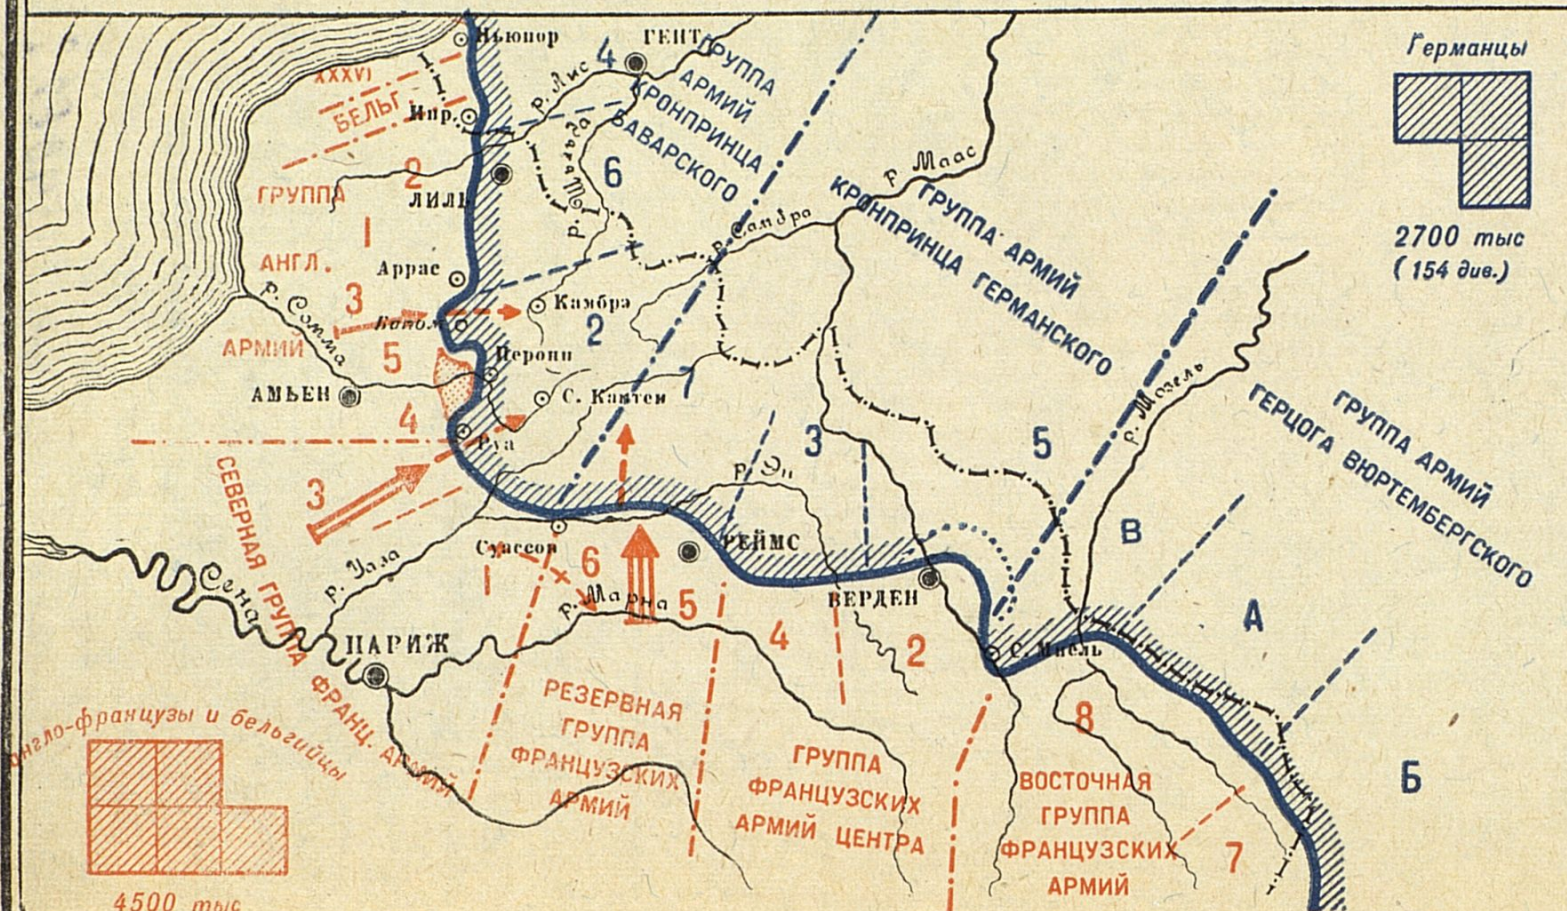 Ньюпор
ГЕНТ
4
ГРУППА
АРМИЙ
КРОНПРИНЦА
БАВАРСКОГО
Германцы
2700 тыс
(154 див.)
XXXVI
БЕЛЬГ.
Ипр.
р. Лис
6
р. Маас
ГРУППА АРМИЙ
КРОНПРИНЦА ГЕРМАНСКОГО
2
ГРУППА
ЛИЛЬ
1
АНГЛ.
3
АРМИЙ
5
4
Аррас
р. Самбра
р. Сомма
Камбрэ
2
Перонн
АМЬЕН
С. Кантен
7
Руа
р. Мозель
ГРУППА АРМИЙ
ГЕРЦОГА ВЮРТЕМБЕРГСКОГО
3
5
р. Эн
В
А
Б
СЕВЕРНАЯ ГРУППА
ФРАНЦ. АРМИЙ
3
1
Суассон
6
РЕЙМС
5
р. Марна
4
ВЕРДЕН
2
С. Миель
р. Уаза
Сена
ПАРИЖ
РЕЗЕРВНАЯ
ГРУППА
ФРАНЦУЗСКИХ
АРМИЙ
ГРУППА
ФРАНЦУЗСКИХ
АРМИЙ ЦЕНТРА
8
ВОСТОЧНАЯ
ГРУППА
ФРАНЦУЗСКИХ
АРМИЙ
7
Англо-французы и бельгийцы
4500 тыс.